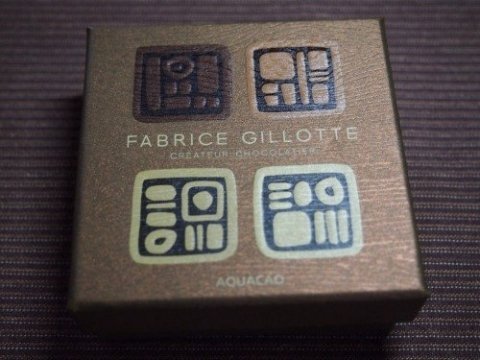 FABRICE GILLOTTE
CRÉATEUR CHOCOLATIER
AQUACAO